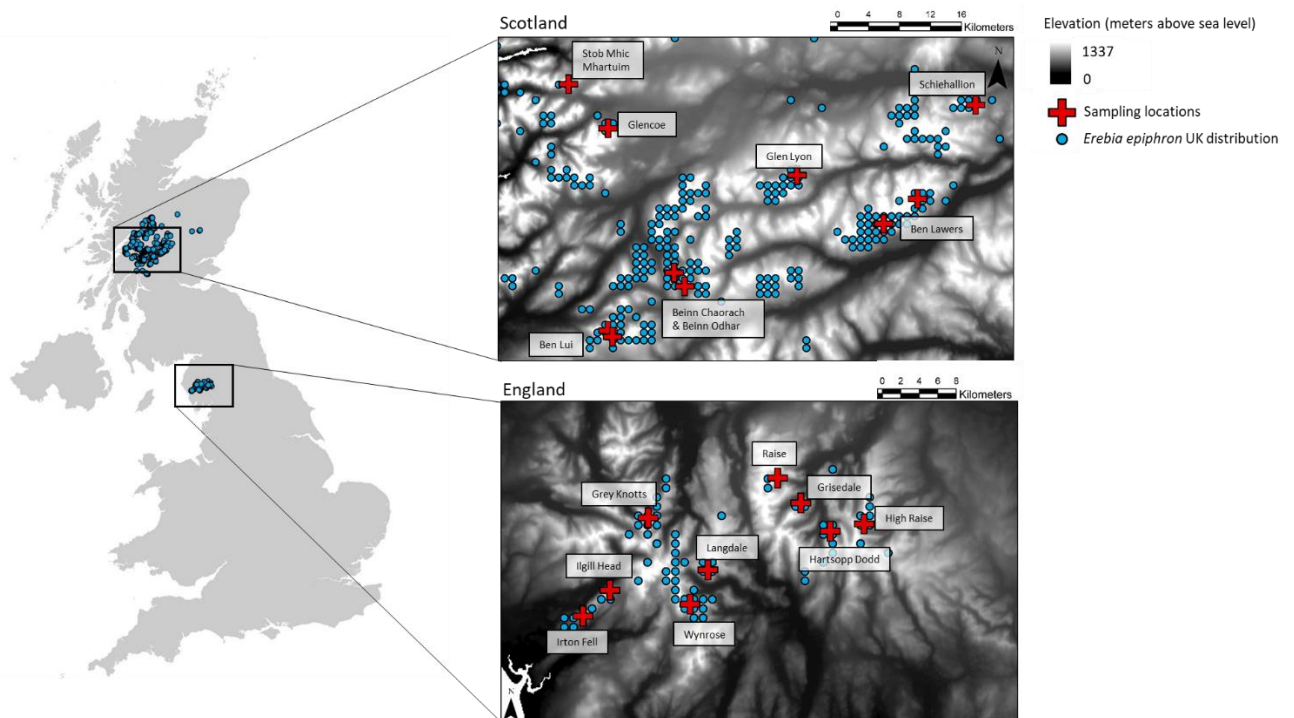 Scotland
0 4 8 12 16
Kilometers
Elevation (meters above sea level)
1337
0
Sampling locations
Erebia epiphron UK distribution
N
Stob Mhic
Mhartuim
Schiehallion
Glencoe
Glen Lyon
Ben Lawers
Beinn Chaorach
& Beinn Odhar
Ben Lui
England
0 2 4 6 8
Kilometers
Raise
Grisedale
Grey Knotts
High Raise
Langdale
Hartsopp Dodd
Ilgill Head
Wynrose
Irton Fell
N